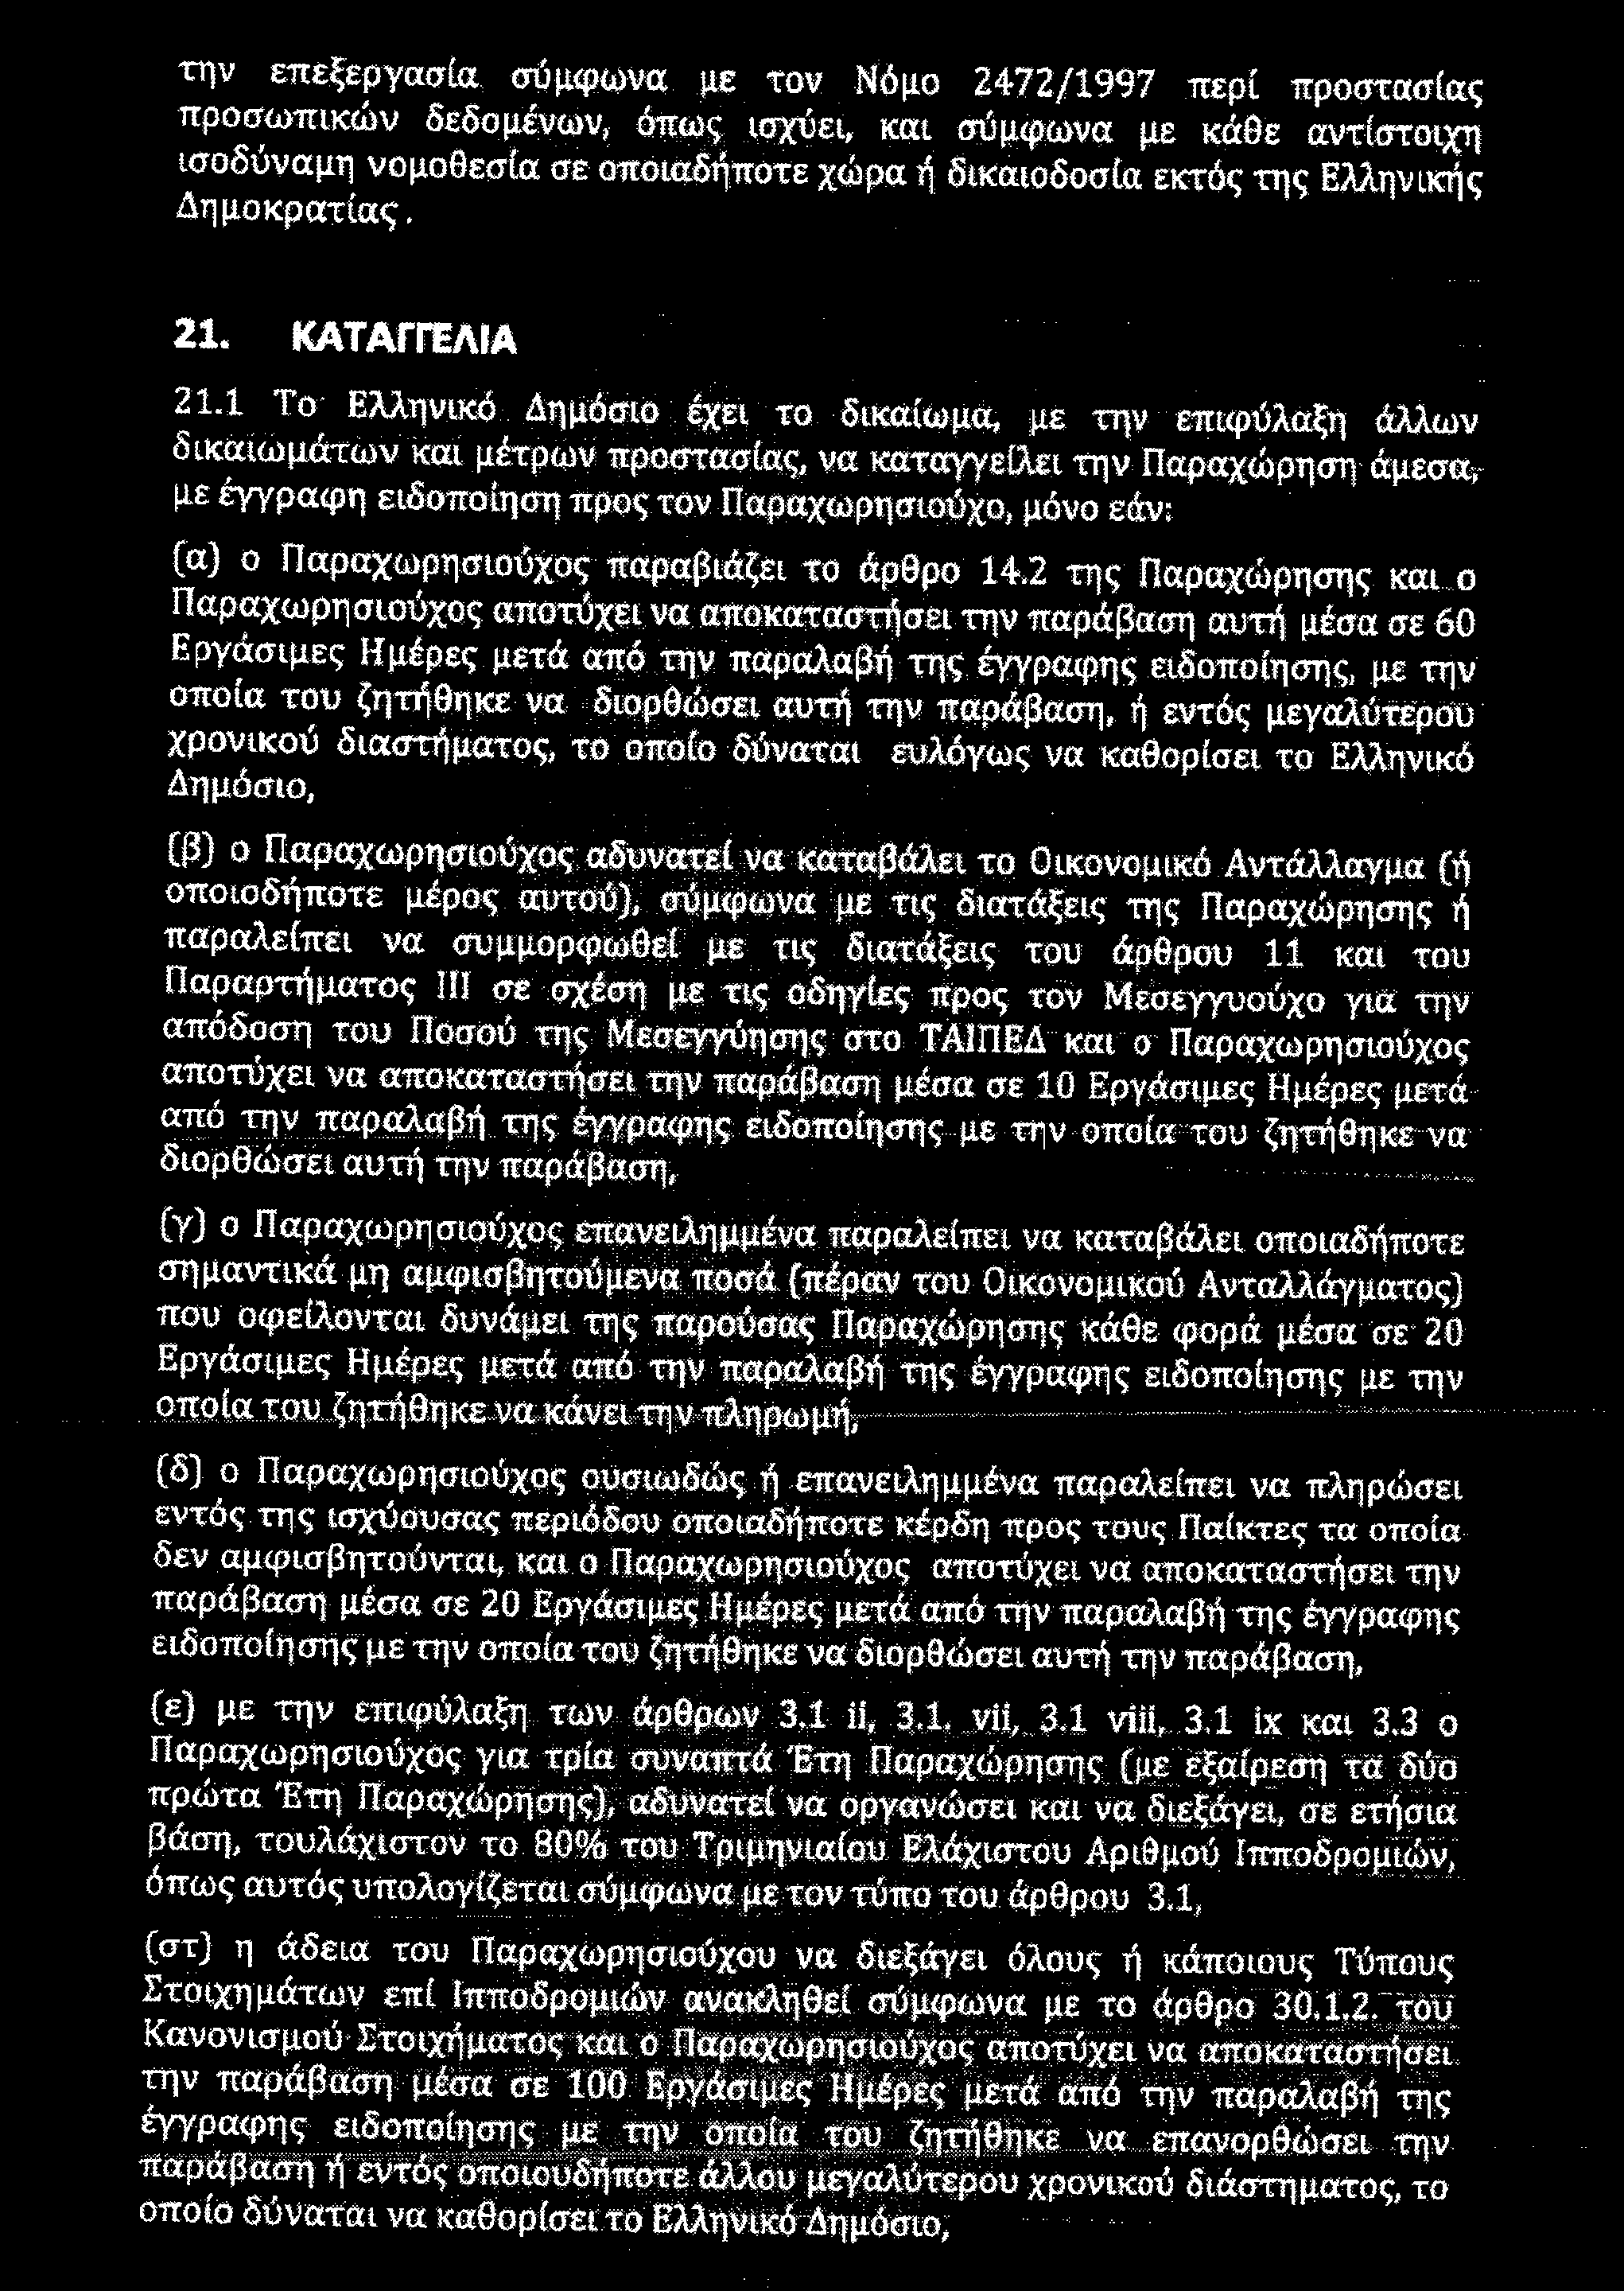 την επεξεργασία σύμφωνα με τον Νόμο 2472/1997 περί προστασίας
προσωπικών δεδομένων, όπως ισχύει, και σύμφωνα με κάθε αντίστοιχη
ισοδύναμη νομοθεσία σε οποιαδήποτε χώρα ή δικαιοδοσία εκτός της Ελληνικής
Δημοκρατίας.
21. ΚΑΤΑΓΓΕΛΙΑ
21.1 Το Ελληνικό Δημόσιο έχει το δικαίωμα, με την επιφύλαξη άλλων
δικαιωμάτων και μέτρων προστασίας, να καταγγείλει την Παραχώρηση άμεσα,
με έγγραφη ειδοποίηση προς τον Παραχωρησιούχο, μόνο εάν:
(α) ο Παραχωρησιούχος παραβιάζει το άρθρο 14.2 της Παραχώρησης και ο
Παραχωρησιούχος αποτύχει να αποκαταστήσει την παράβαση αυτή μέσα σε 60
Εργάσιμες Ημέρες μετά από την παραλαβή της έγγραφης ειδοποίησης, με την
οποία του ζητήθηκε να διορθώσει αυτή την παράβαση, ή εντός μεγαλύτερου
χρονικού διαστήματος, το οποίο δύναται ευλόγως να καθορίσει το Ελληνικό
Δημόσιο,
(β) ο Παραχωρησιούχος αδυνατεί να καταβάλει το Οικονομικό Αντάλλαγμα (ή
οποιοδήποτε μέρος αυτού), σύμφωνα με τις διατάξεις της Παραχώρησης ή
παραλείπει να συμμορφωθεί με τις διατάξεις του άρθρου 11 και του
Παραρτήματος ΙΙΙ σε σχέση με τις οδηγίες προς τον Μεσεγγυούχο για την
απόδοση του Ποσού της Μεσεγγύησης στο ΤΑΙΠΕΔ και ο Παραχωρησιούχος
αποτύχει να αποκαταστήσει την παράβαση μέσα σε 10 Εργάσιμες Ημέρες μετά
από την παραλαβή της έγγραφης ειδοποίησης με την οποία του ζητήθηκε να
διορθώσει αυτή την παράβαση,
(γ) ο Παραχωρησιούχος επανειλημμένα παραλείπει να καταβάλει οποιαδήποτε
σημαντικά μη αμφισβητούμενα ποσά (πέραν του Οικονομικού Ανταλλάγματος)
που οφείλονται δυνάμει της παρούσας Παραχώρησης κάθε φορά μέσα σε 20
Εργάσιμες Ημέρες μετά από την παραλαβή της έγγραφης ειδοποίησης με την
οποία του ζητήθηκε να κάνει την πληρωμή,
(δ) ο Παραχωρησιούχος ουσιωδώς ή επανειλημμένα παραλείπει να πληρώσει
εντός της ισχύουσας περιόδου οποιαδήποτε κέρδη προς τους Παίκτες τα οποία
δεν αμφισβητούνται, και ο Παραχωρησιούχος αποτύχει να αποκαταστήσει την
παράβαση μέσα σε 20 Εργάσιμες Ημέρες μετά από την παραλαβή της έγγραφης
ειδοποίησης με την οποία του ζητήθηκε να διορθώσει αυτή την παράβαση,
(ε) με την επιφύλαξη των άρθρων 3.1 ii, 3.1. vii, 3.1 viii, 3.1 ix και 3.3 ο
Παραχωρησιούχος για τρία συναπτά Έτη Παραχώρησης (με εξαίρεση τα δύο
πρώτα Έτη Παραχώρησης), αδυνατεί να οργανώσει και να διεξάγει, σε ετήσια
βάση, τουλάχιστον το 80% του Τριμηνιαίου Ελάχιστου Αριθμού Ιπποδρομιών,
όπως αυτός υπολογίζεται σύμφωνα με τον τύπο του άρθρου 3.1,
(στ) η άδεια του Παραχωρησιούχου να διεξάγει όλους ή κάποιους Τύπους
Στοιχημάτων επί Ιπποδρομιών ανακληθεί σύμφωνα με το άρθρο 30.1.2. του
Κανονισμού Στοιχήματος και ο Παραχωρησιούχος αποτύχει να αποκαταστήσει
την παράβαση μέσα σε 100 Εργάσιμες Ημέρες μετά από την παραλαβή της
έγγραφης ειδοποίησης με την οποία του ζητήθηκε να επανορθώσει την
παράβαση ή εντός οποιουδήποτε άλλου μεγαλύτερου χρονικού διάστηματος, το
οποίο δύναται να καθορίσει το Ελληνικό Δημόσιο,